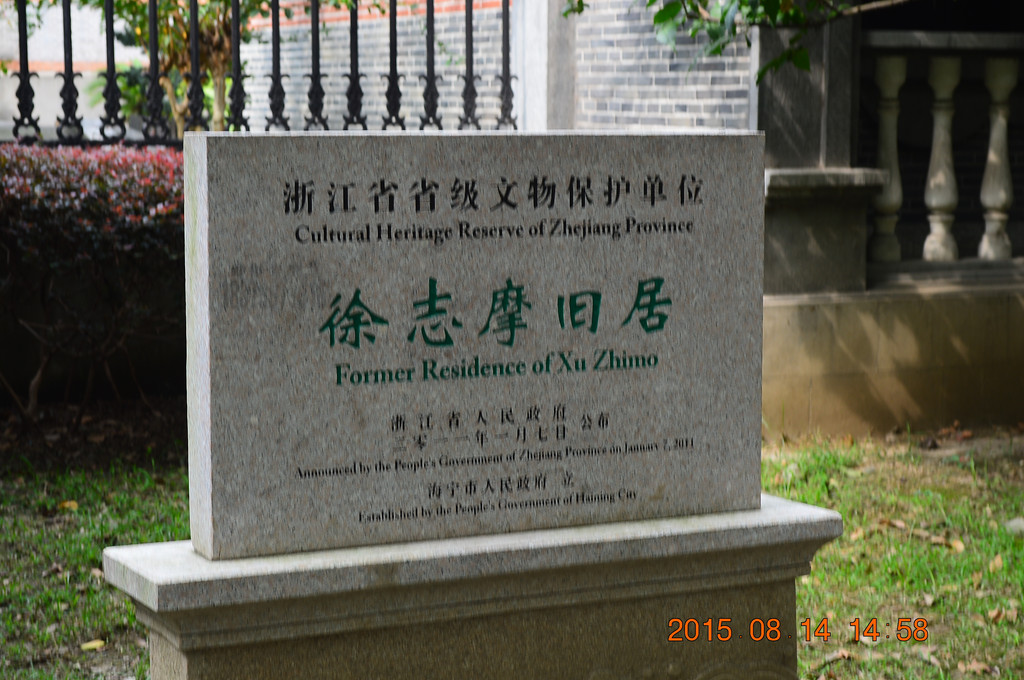 浙江省省级文物保护单位
Cultural Heritage Reserve of Zhejiang Province
徐志摩旧居
Former Residence of Xu Zhimo
浙江省人民政府
二零一一年一月七日 公布
Announced by the People's Government of Zhejiang Province on January 7, 2011
海宁市人民政府 立
Established by the People's Government of Haining City
2015.08.14 14:58